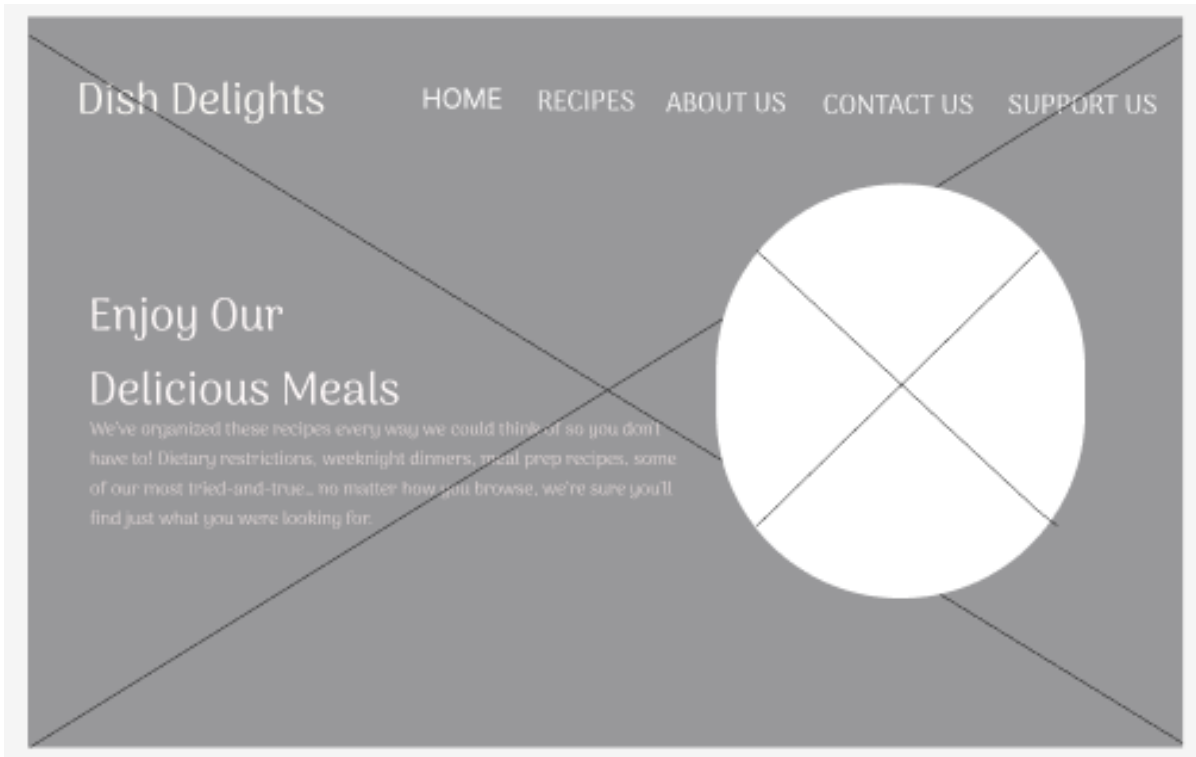 Dish Delights
HOME RECIPES ABOUT US CONTACT US SUPPORT US
Enjoy Our
Delicious Meals
We've organized these recipes every way we could think of so you don't
have to! Dietary restrictions, weeknight dinners, meal prep recipes, some
of our most tried-and-true... no matter how you browse, we're sure you'll
find just what you were looking for.